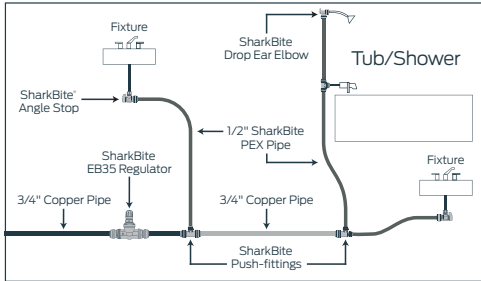 Fixture
SharkBite
Drop Ear Elbow
Tub/Shower
SharkBite®
Angle Stop
1/2" SharkBite
PEX Pipe
SharkBite
EB35 Regulator
Fixture
3/4" Copper Pipe
3/4" Copper Pipe
SharkBite
Push-fittings